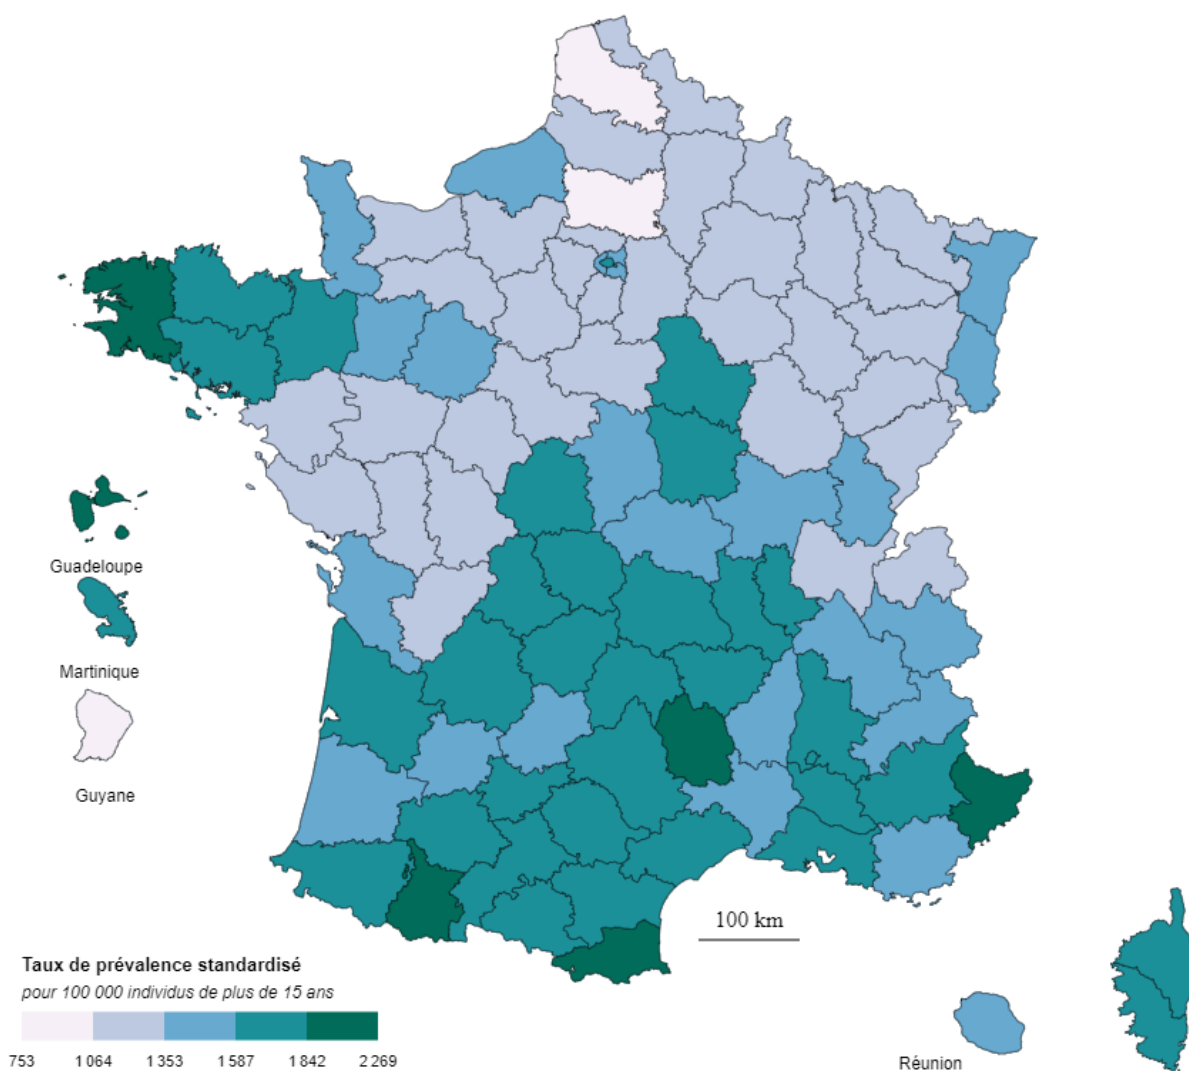 Guadeloupe
Martinique
Guyane
100 km
Taux de prévalence standardisé
pour 100 000 individus de plus de 15 ans
753 1 064 1 353 1 587 1 842 2 269
Réunion